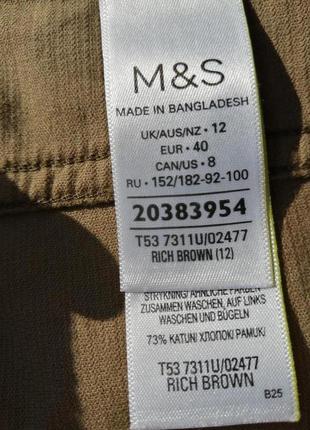 M&S
MADE IN BANGLADESH
UK/AUS/NZ • 12
EUR • 40
CAN/US • 8
RU • 152/182-92-100
20383954
T53 7311U/02477
RICH BROWN (12)
STRYKNING/ ÄHNLICHE FARBEN
ZUSAMMEN WASCHEN, AUF LINKS
WASCHEN UND BÜGELN
73% KATUN/ ХЛОПОК/ PAMUK/
T53 7311U/02477
RICH BROWN
B25